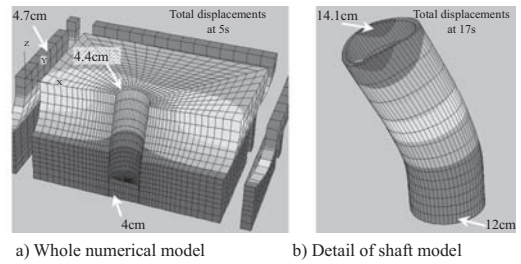 4.7cm
Total displacements
at 5s
Z
Y
X
4.4cm
4cm
14.1cm
Total displacements
at 17s
12cm
a) Whole numerical model
b) Detail of shaft model